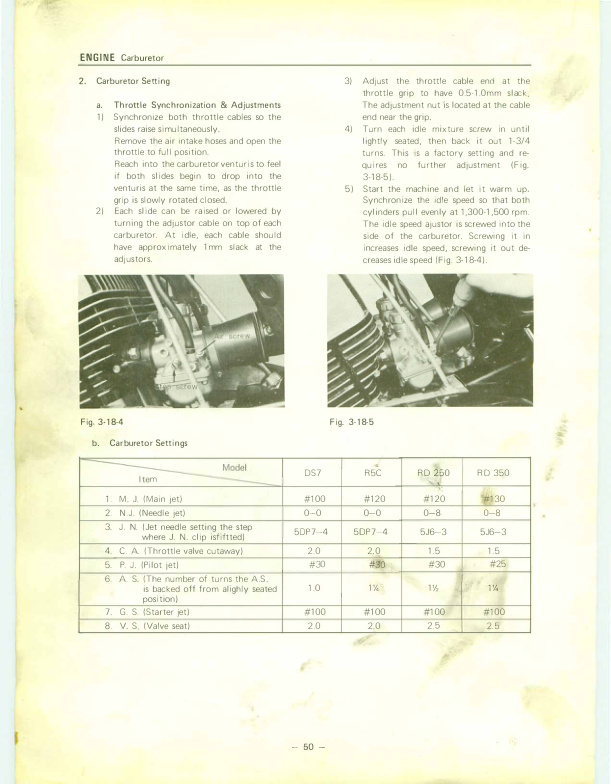 ENGINE Carburetor
2. Carburetor Setting
a. Throttle Synchronization & Adjustments
1) Synchronize both throttle cables so the
slides raise simultaneously.
Remove the air intake hoses and open the
throttle to full position.
Reach into the carburetor venturis to feel
if both slides begin to drop into the
venturis at the same time, as the throttle
grip is slowly rotated closed.
2) Each slide can be raised or lowered by
turning the adjustor cable on top of each
carburetor. At idle, each cable should
have approximately 1mm slack at the
adjustors.
3) Adjust the throttle cable end at the
throttle grip to have 0.5-1.0mm slack,
The adjustment nut is located at the cable
end near the grip.
4) Turn each idle mixture screw in until
lightly seated, then back it out 1-3/4
turns. This is a factory setting and re-
quires no further adjustment (Fig.
3-18-5).
5) Start the machine and let it warm up.
Synchronize the idle speed so that both
cylinders pull evenly at 1,300-1,500 rpm.
The idle speed ajustor is screwed into the
side of the carburetor. Screwing it in
increases idle speed, screwing it out de-
creases idle speed (Fig. 3-18-4).
Air screw
Stop screw
Fig. 3-18-4
Fig. 3-18-5
b. Carburetor Settings
Model
Item
DS7 R5C RD 250 RD 350
1. M. J. (Main jet) #100 #120 #120 #130
2. N.J. (Needle jet) 0–0 0–0 0–8 0–8
3. J. N. (Jet needle setting the step
where J. N. clip isfiftted) 5DP7–4 5DP7–4 5J6–3 5J6–3
4. C. A. (Throttle valve cutaway) 2.0 2.0 1.5 1.5
5. P. J. (Pilot jet) #30 #30 #30 #25
6. A. S. (The number of turns the A.S.
is backed off from alighly seated
position) 1.0 1¼ 1½ 1¾
7. G. S. (Starter jet) #100 #100 #100 #100
8. V. S. (Valve seat) 2.0 2.0 2.5 2.5
– 50 –